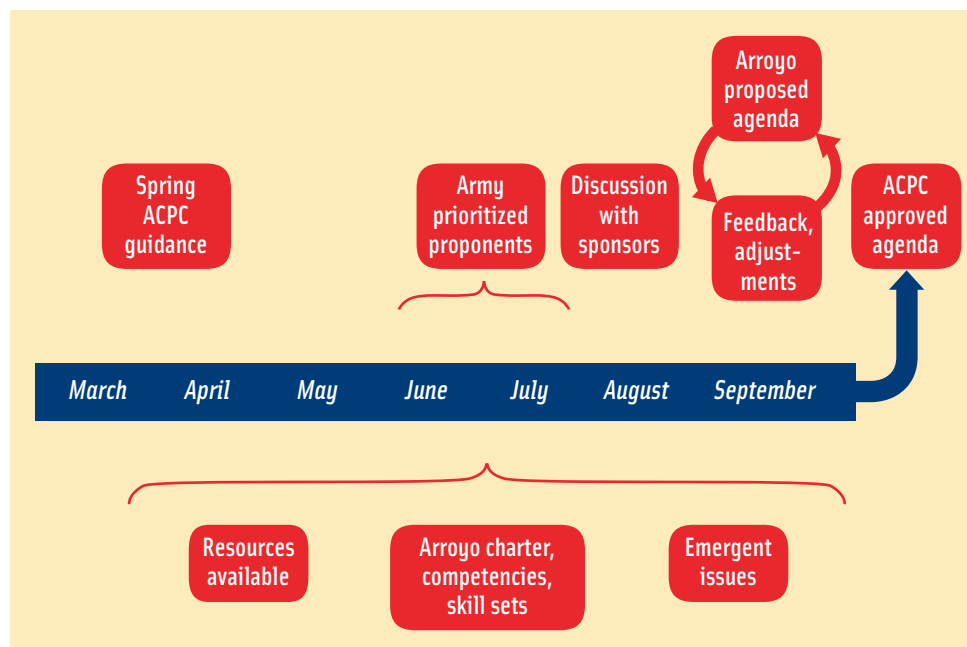 Arroyo
proposed
agenda
Spring
ACPC
guidance
Army
prioritized
proponents
Discussion
with
sponsors
Feedback,
adjust-
ments
ACPC
approved
agenda
March April May June July August September
Resources
available
Arroyo charter,
competencies,
skill sets
Emergent
issues